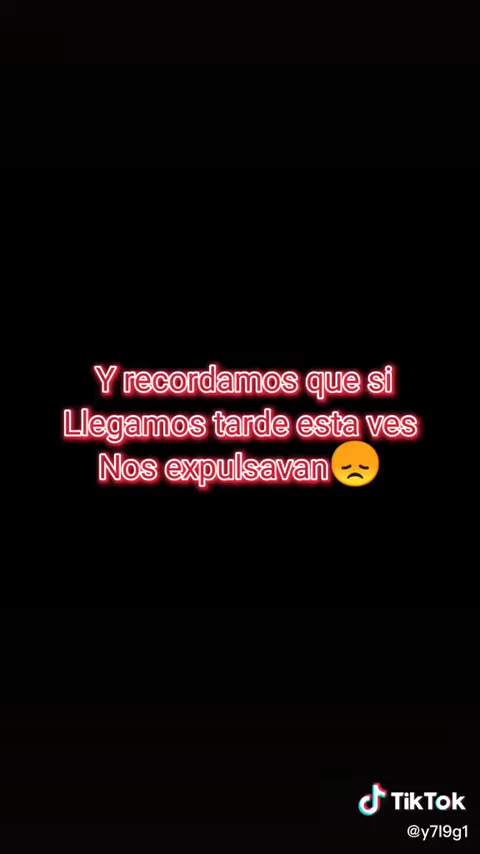 Y recordamos que si
Llegamos tarde esta ves
Nos expulsavan😞
TikTok
@y7l9g1